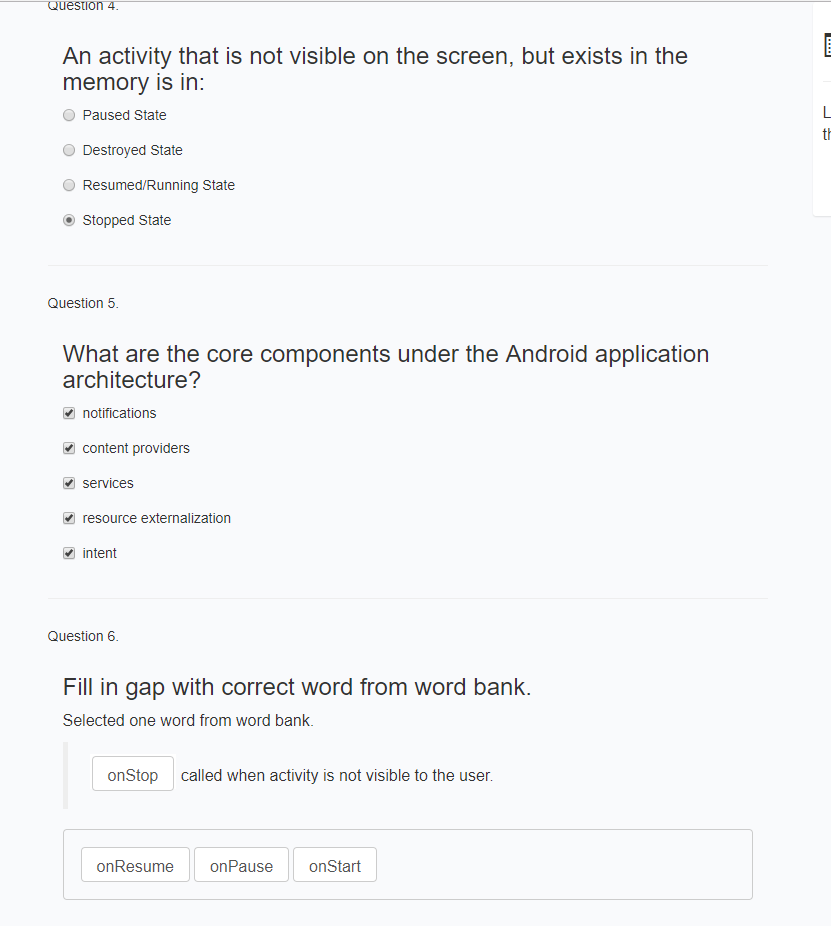 Question 4.
An activity that is not visible on the screen, but exists in the
memory is in:
Paused State
Destroyed State
Resumed/Running State
Stopped State
Question 5.
What are the core components under the Android application
architecture?
notifications
content providers
services
resource externalization
intent
Question 6.
Fill in gap with correct word from word bank.
Selected one word from word bank.
onStop called when activity is not visible to the user.
onResume onPause onStart